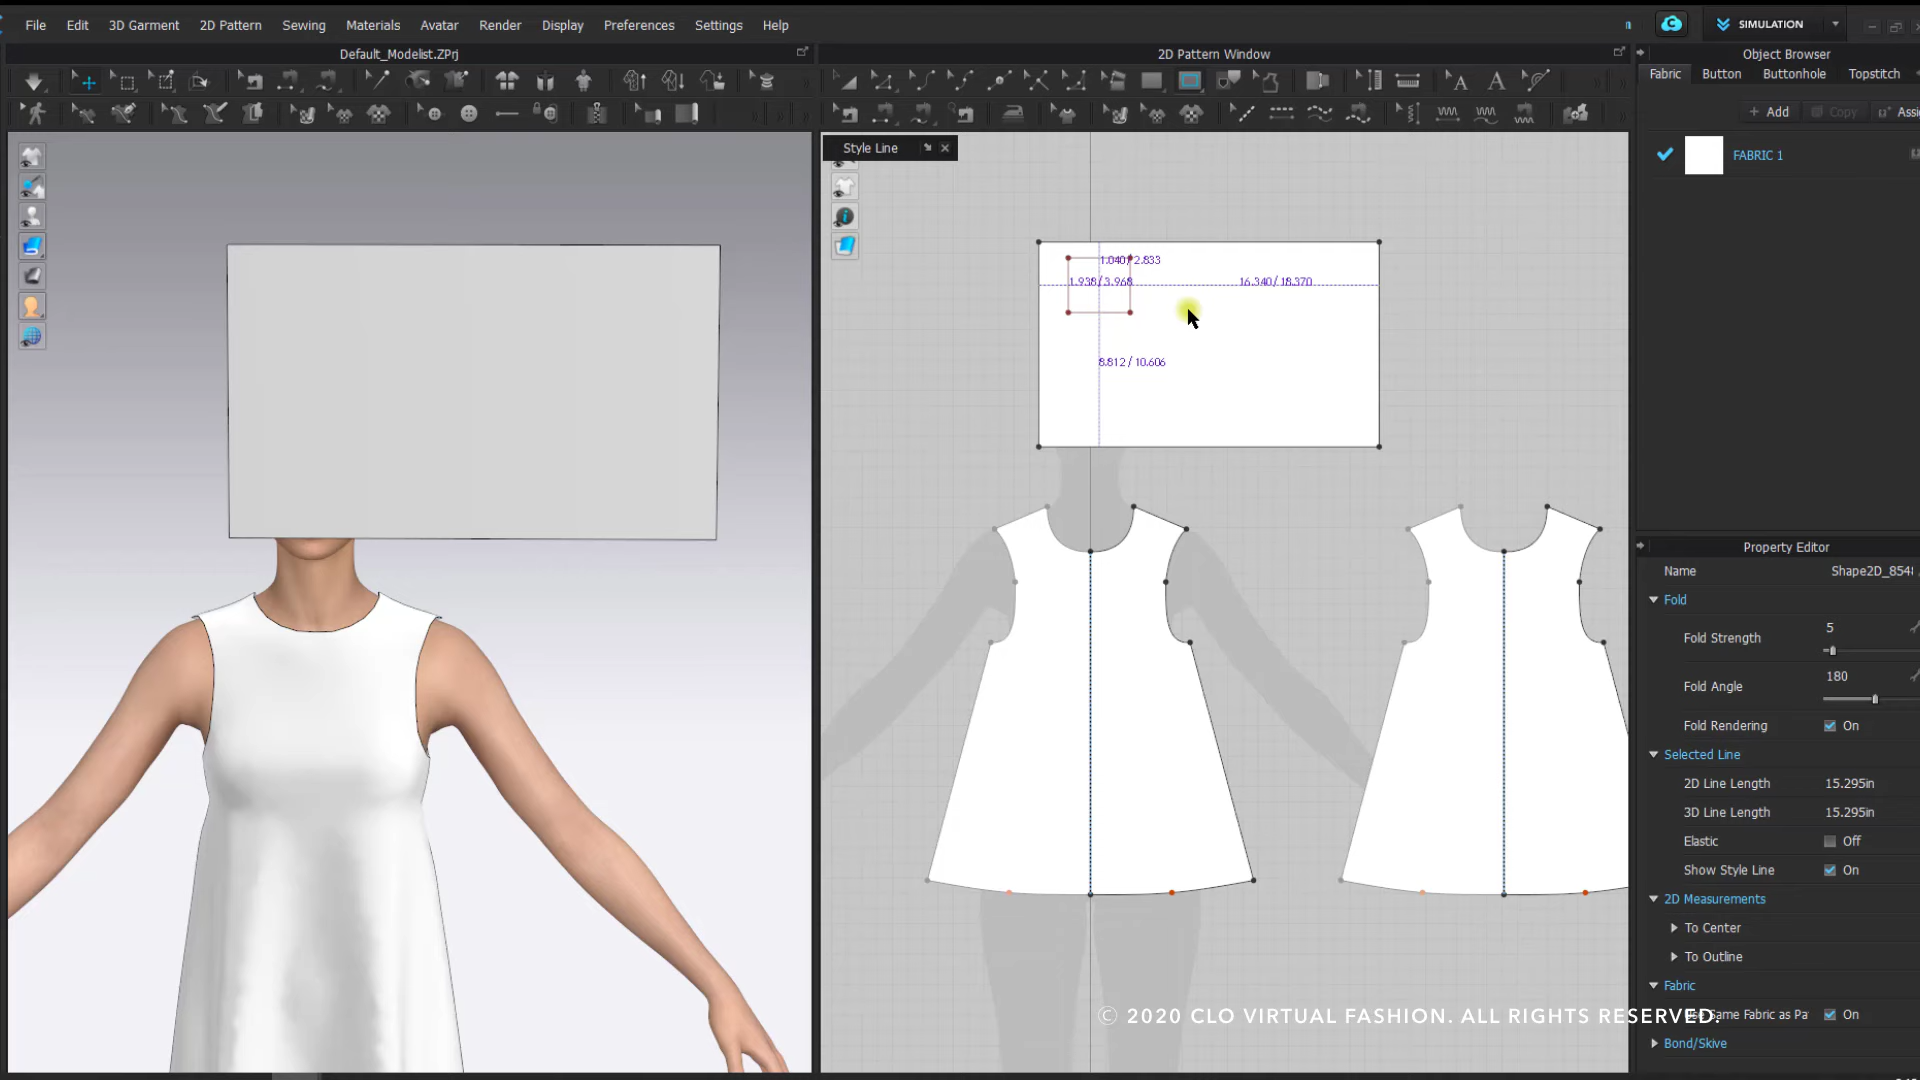 File Edit 3D Garment 2D Pattern Sewing Materials Avatar Render Display Preferences Settings Help
SIMULATION
Default_Modelist.ZPrj
2D Pattern Window
Object Browser
Fabric Button Buttonhole Topstitch
+ Add Copy
Style Line
FABRIC 1
1.040 / 2.833
1.938 / 3.968
16.340 / 18.370
8.812 / 10.606
Property Editor
Name
Fold
Fold Strength 5
Fold Angle 180
Fold Rendering On
Selected Line
2D Line Length 15.295in
3D Line Length 15.295in
Elastic Off
Show Style Line On
2D Measurements
To Center
To Outline
Fabric
Same Fabric as Pa On
Bond/Skive
© 2020 CLO VIRTUAL FASHION. ALL RIGHTS RESERVED.